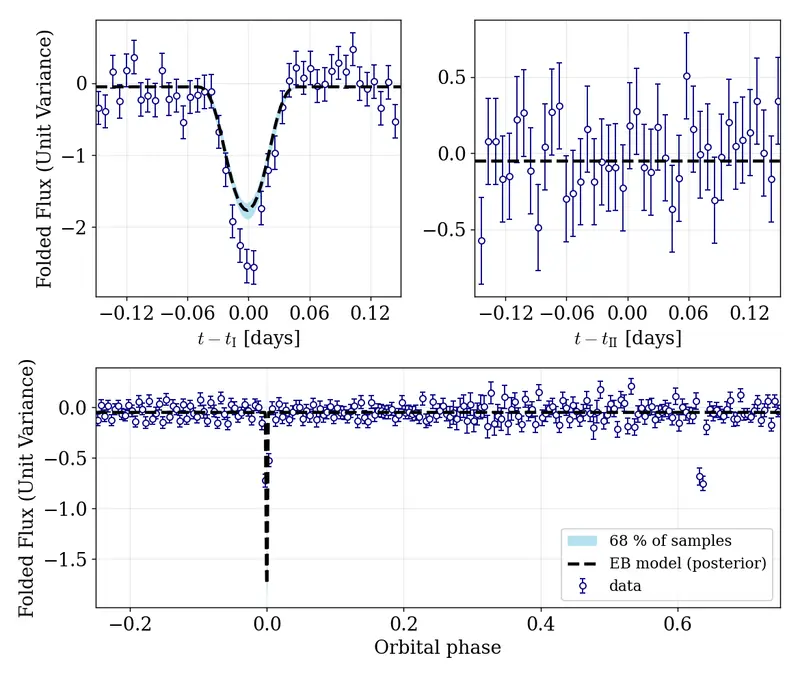 Folded Flux (Unit Variance)
0
−1
−2
−0.12 −0.06 0.00 0.06 0.12
t − t_I [days]
0.5
0.0
−0.5
−0.12 −0.06 0.00 0.06 0.12
t − t_II [days]
Folded Flux (Unit Variance)
0.0
−0.5
−1.0
−1.5
−0.2 0.0 0.2 0.4 0.6
Orbital phase
68 % of samples
EB model (posterior)
data